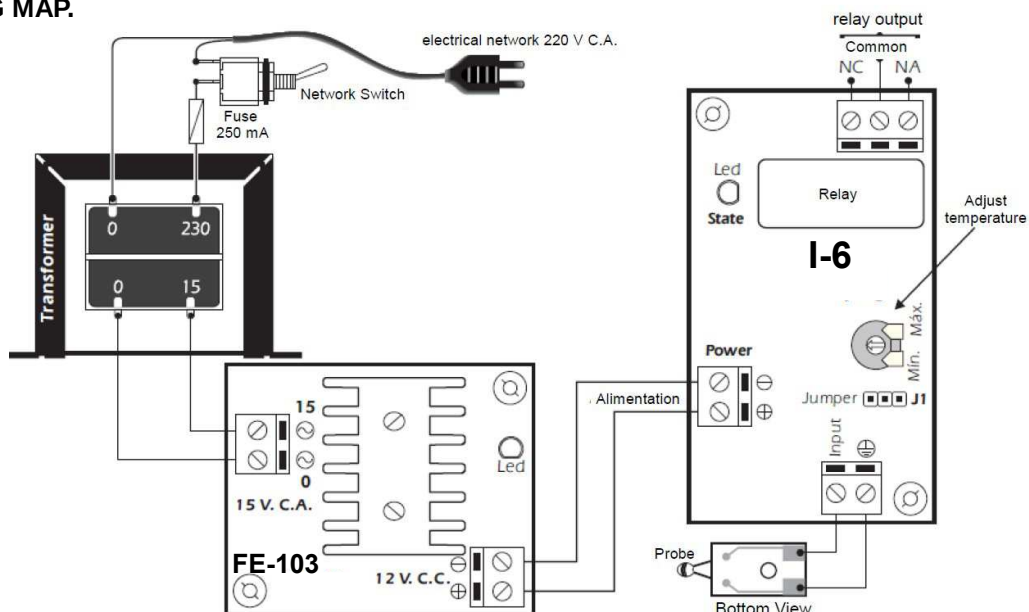 G MAP.
electrical network 220 V C.A.
Network Switch
Fuse
250 mA
Transformer
0
230
0
15
15
0
15 V. C.A.
FE-103
Led
12 V. C.C.
Alimentation
relay output
Common
NC
NA
Led
State
Relay
I-6
Adjust
temperature
Máx.
Mín.
Power
Jumper
J1
Input
Probe
Bottom View